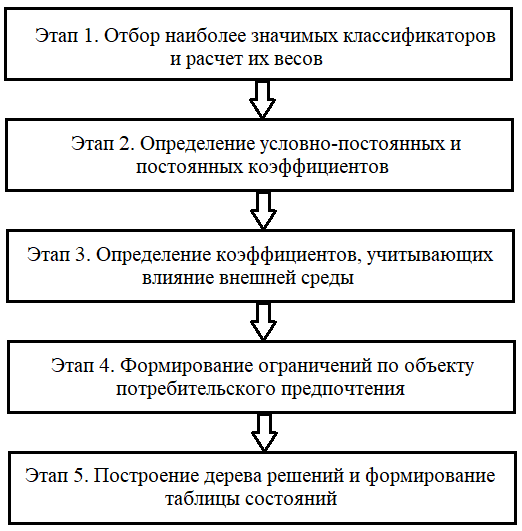 Этап 1. Отбор наиболее значимых классификаторов
и расчет их весов
Этап 2. Определение условно-постоянных и
постоянных коэффициентов
Этап 3. Определение коэффициентов, учитывающих
влияние внешней среды
Этап 4. Формирование ограничений по объекту
потребительского предпочтения
Этап 5. Построение дерева решений и формирование
таблицы состояний